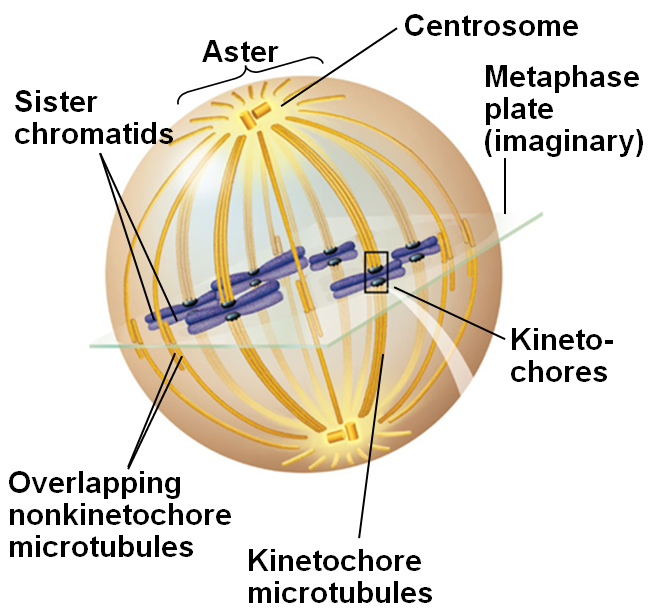 Centrosome
Aster
Metaphase
plate
(imaginary)
Sister
chromatids
Kineto-
chores
Overlapping
nonkinetochore
microtubules
Kinetochore
microtubules